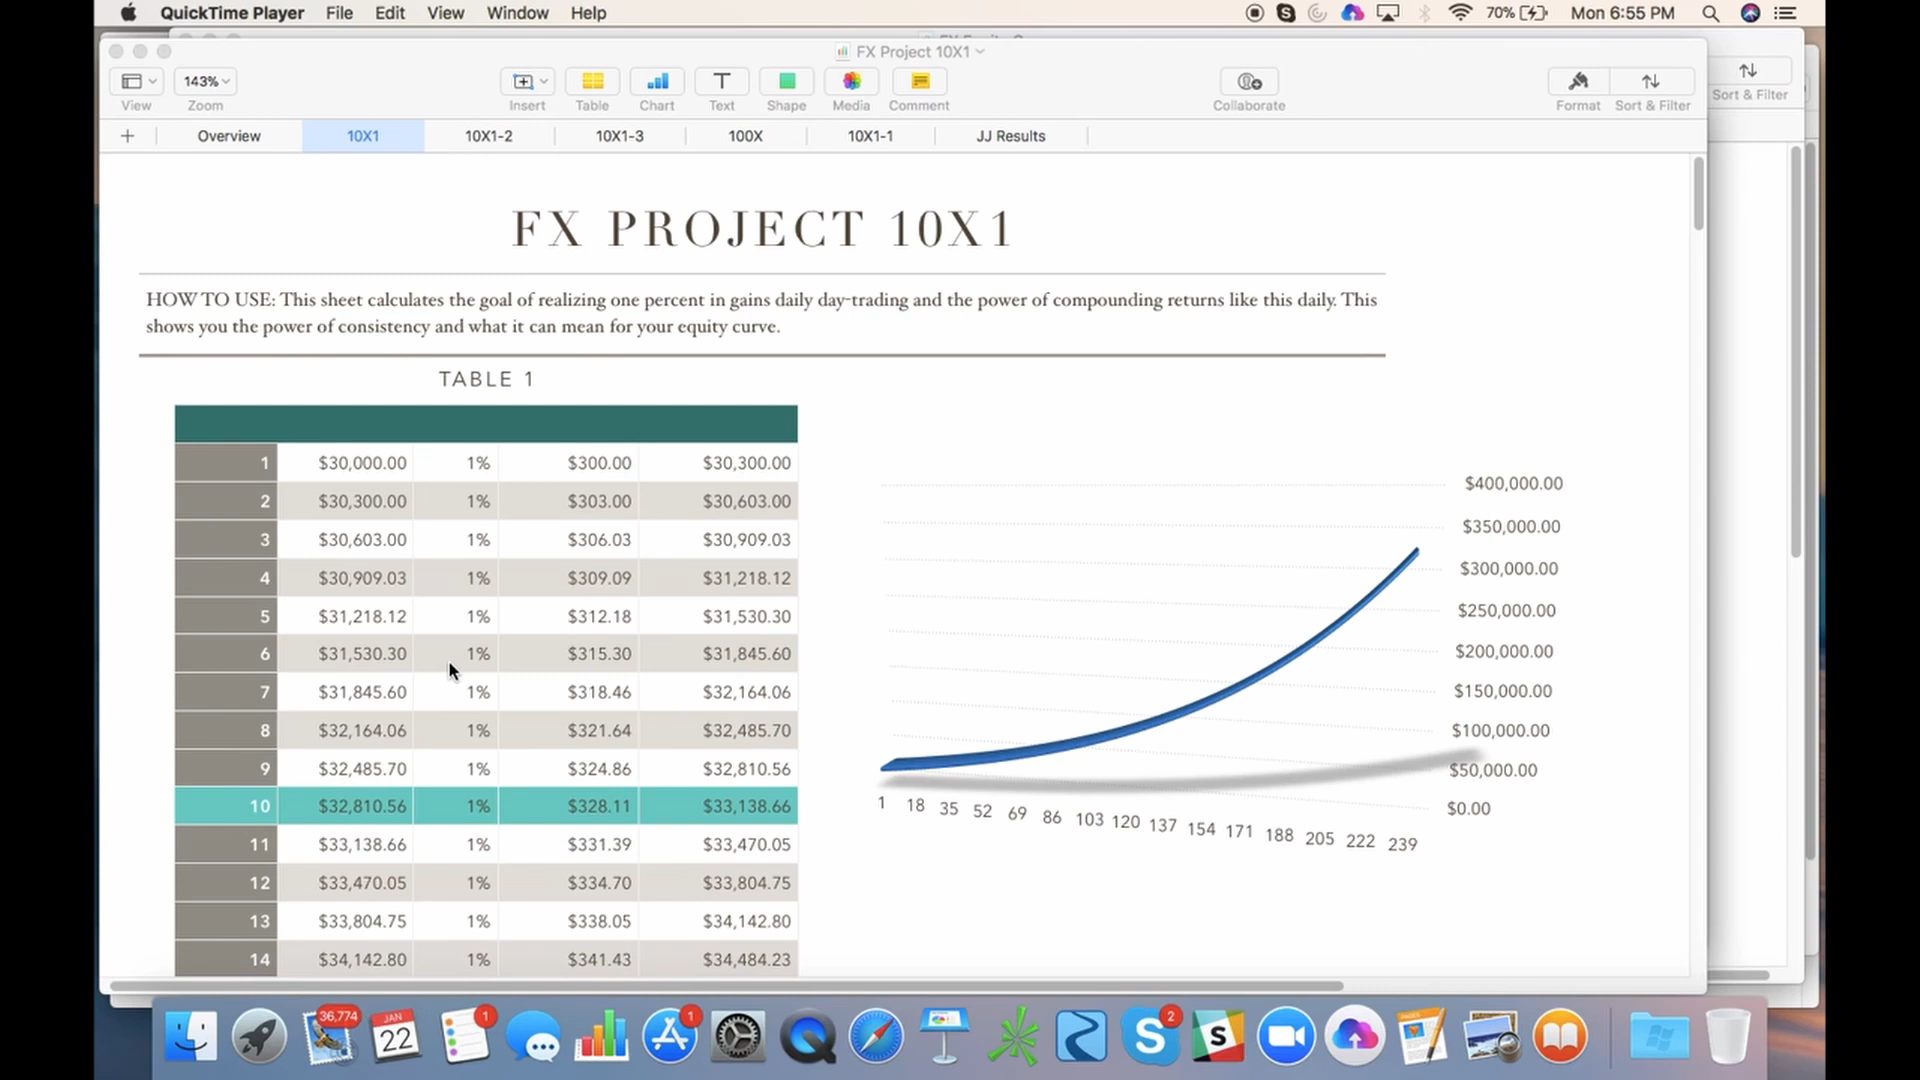 QuickTime Player File Edit View Window Help 70% Mon 6:55 PM
FX Project 10X1
143%
View Zoom Insert Table Chart Text Shape Media Comment Collaborate Format Sort & Filter Sort & Filter
Overview 10X1 10X1-2 10X1-3 100X 10X1-1 JJ Results
FX PROJECT 10X1
HOW TO USE: This sheet calculates the goal of realizing one percent in gains daily day-trading and the power of compounding returns like this daily. This
shows you the power of consistency and what it can mean for your equity curve.
TABLE 1
1 $30,000.00 1% $300.00 $30,300.00
2 $30,300.00 1% $303.00 $30,603.00
3 $30,603.00 1% $306.03 $30,909.03
4 $30,909.03 1% $309.09 $31,218.12
5 $31,218.12 1% $312.18 $31,530.30
6 $31,530.30 1% $315.30 $31,845.60
7 $31,845.60 1% $318.46 $32,164.06
8 $32,164.06 1% $321.64 $32,485.70
9 $32,485.70 1% $324.86 $32,810.56
10 $32,810.56 1% $328.11 $33,138.66
11 $33,138.66 1% $331.39 $33,470.05
12 $33,470.05 1% $334.70 $33,804.75
13 $33,804.75 1% $338.05 $34,142.80
14 $34,142.80 1% $341.43 $34,484.23
$400,000.00
$350,000.00
$300,000.00
$250,000.00
$200,000.00
$150,000.00
$100,000.00
$50,000.00
$0.00
1 18 35 52 69 86 103 120 137 154 171 188 205 222 239
36,774 JAN 22 1 1 2
PAGES